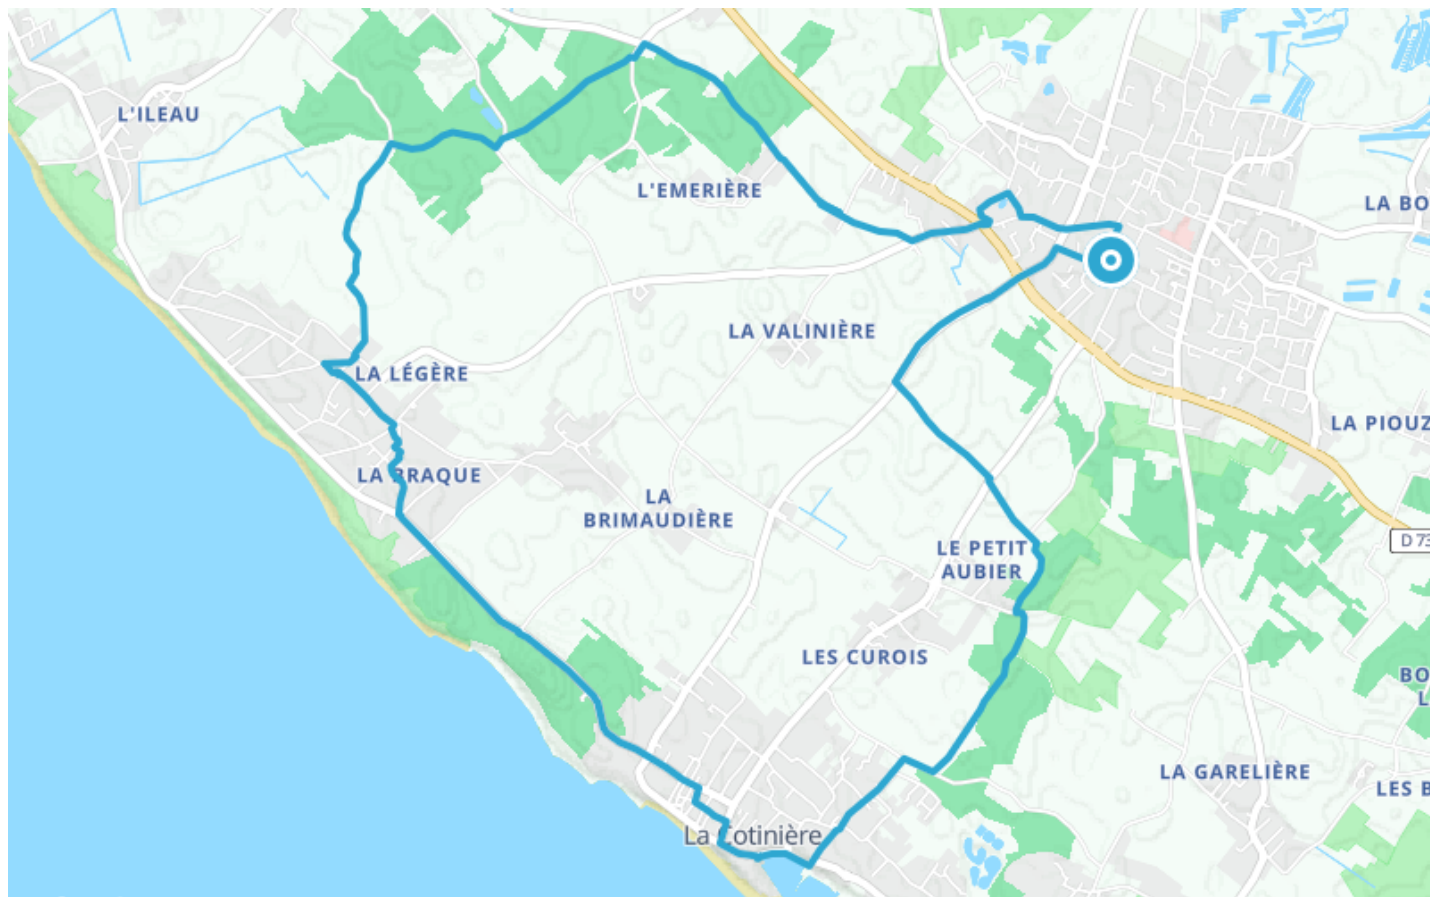 L'ILEAU
L'EMERIÈRE
LA BO
LA VALINIÈRE
LA LÉGÈRE
LA PIOUZ
LA BRAQUE
LA
BRIMAUDIÈRE
D 73
LE PETIT
AUBIER
LES CUROIS
BO
L
LA GARELIÈRE
LES B
La Cotinière